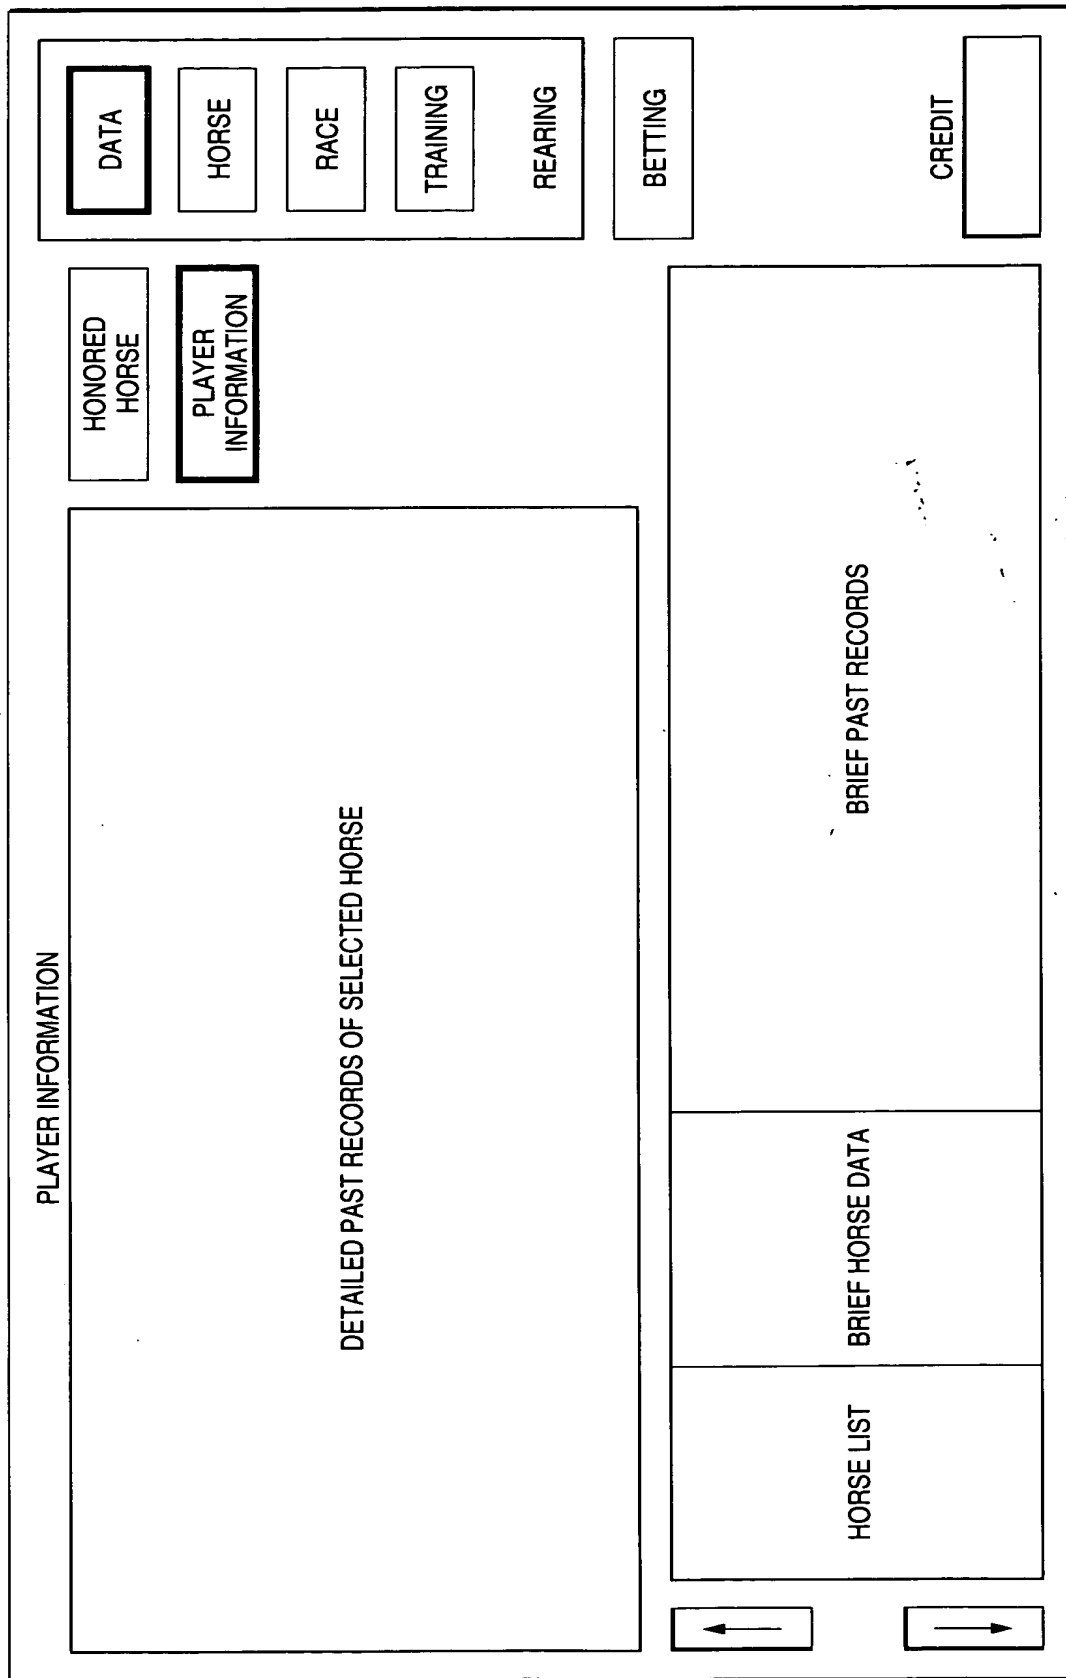 PLAYER INFORMATION
DETAILED PAST RECORDS OF SELECTED HORSE
HONORED
HORSE
PLAYER
INFORMATION
DATA
HORSE
RACE
TRAINING
REARING
BETTING
HORSE LIST
BRIEF HORSE DATA
BRIEF PAST RECORDS
CREDIT